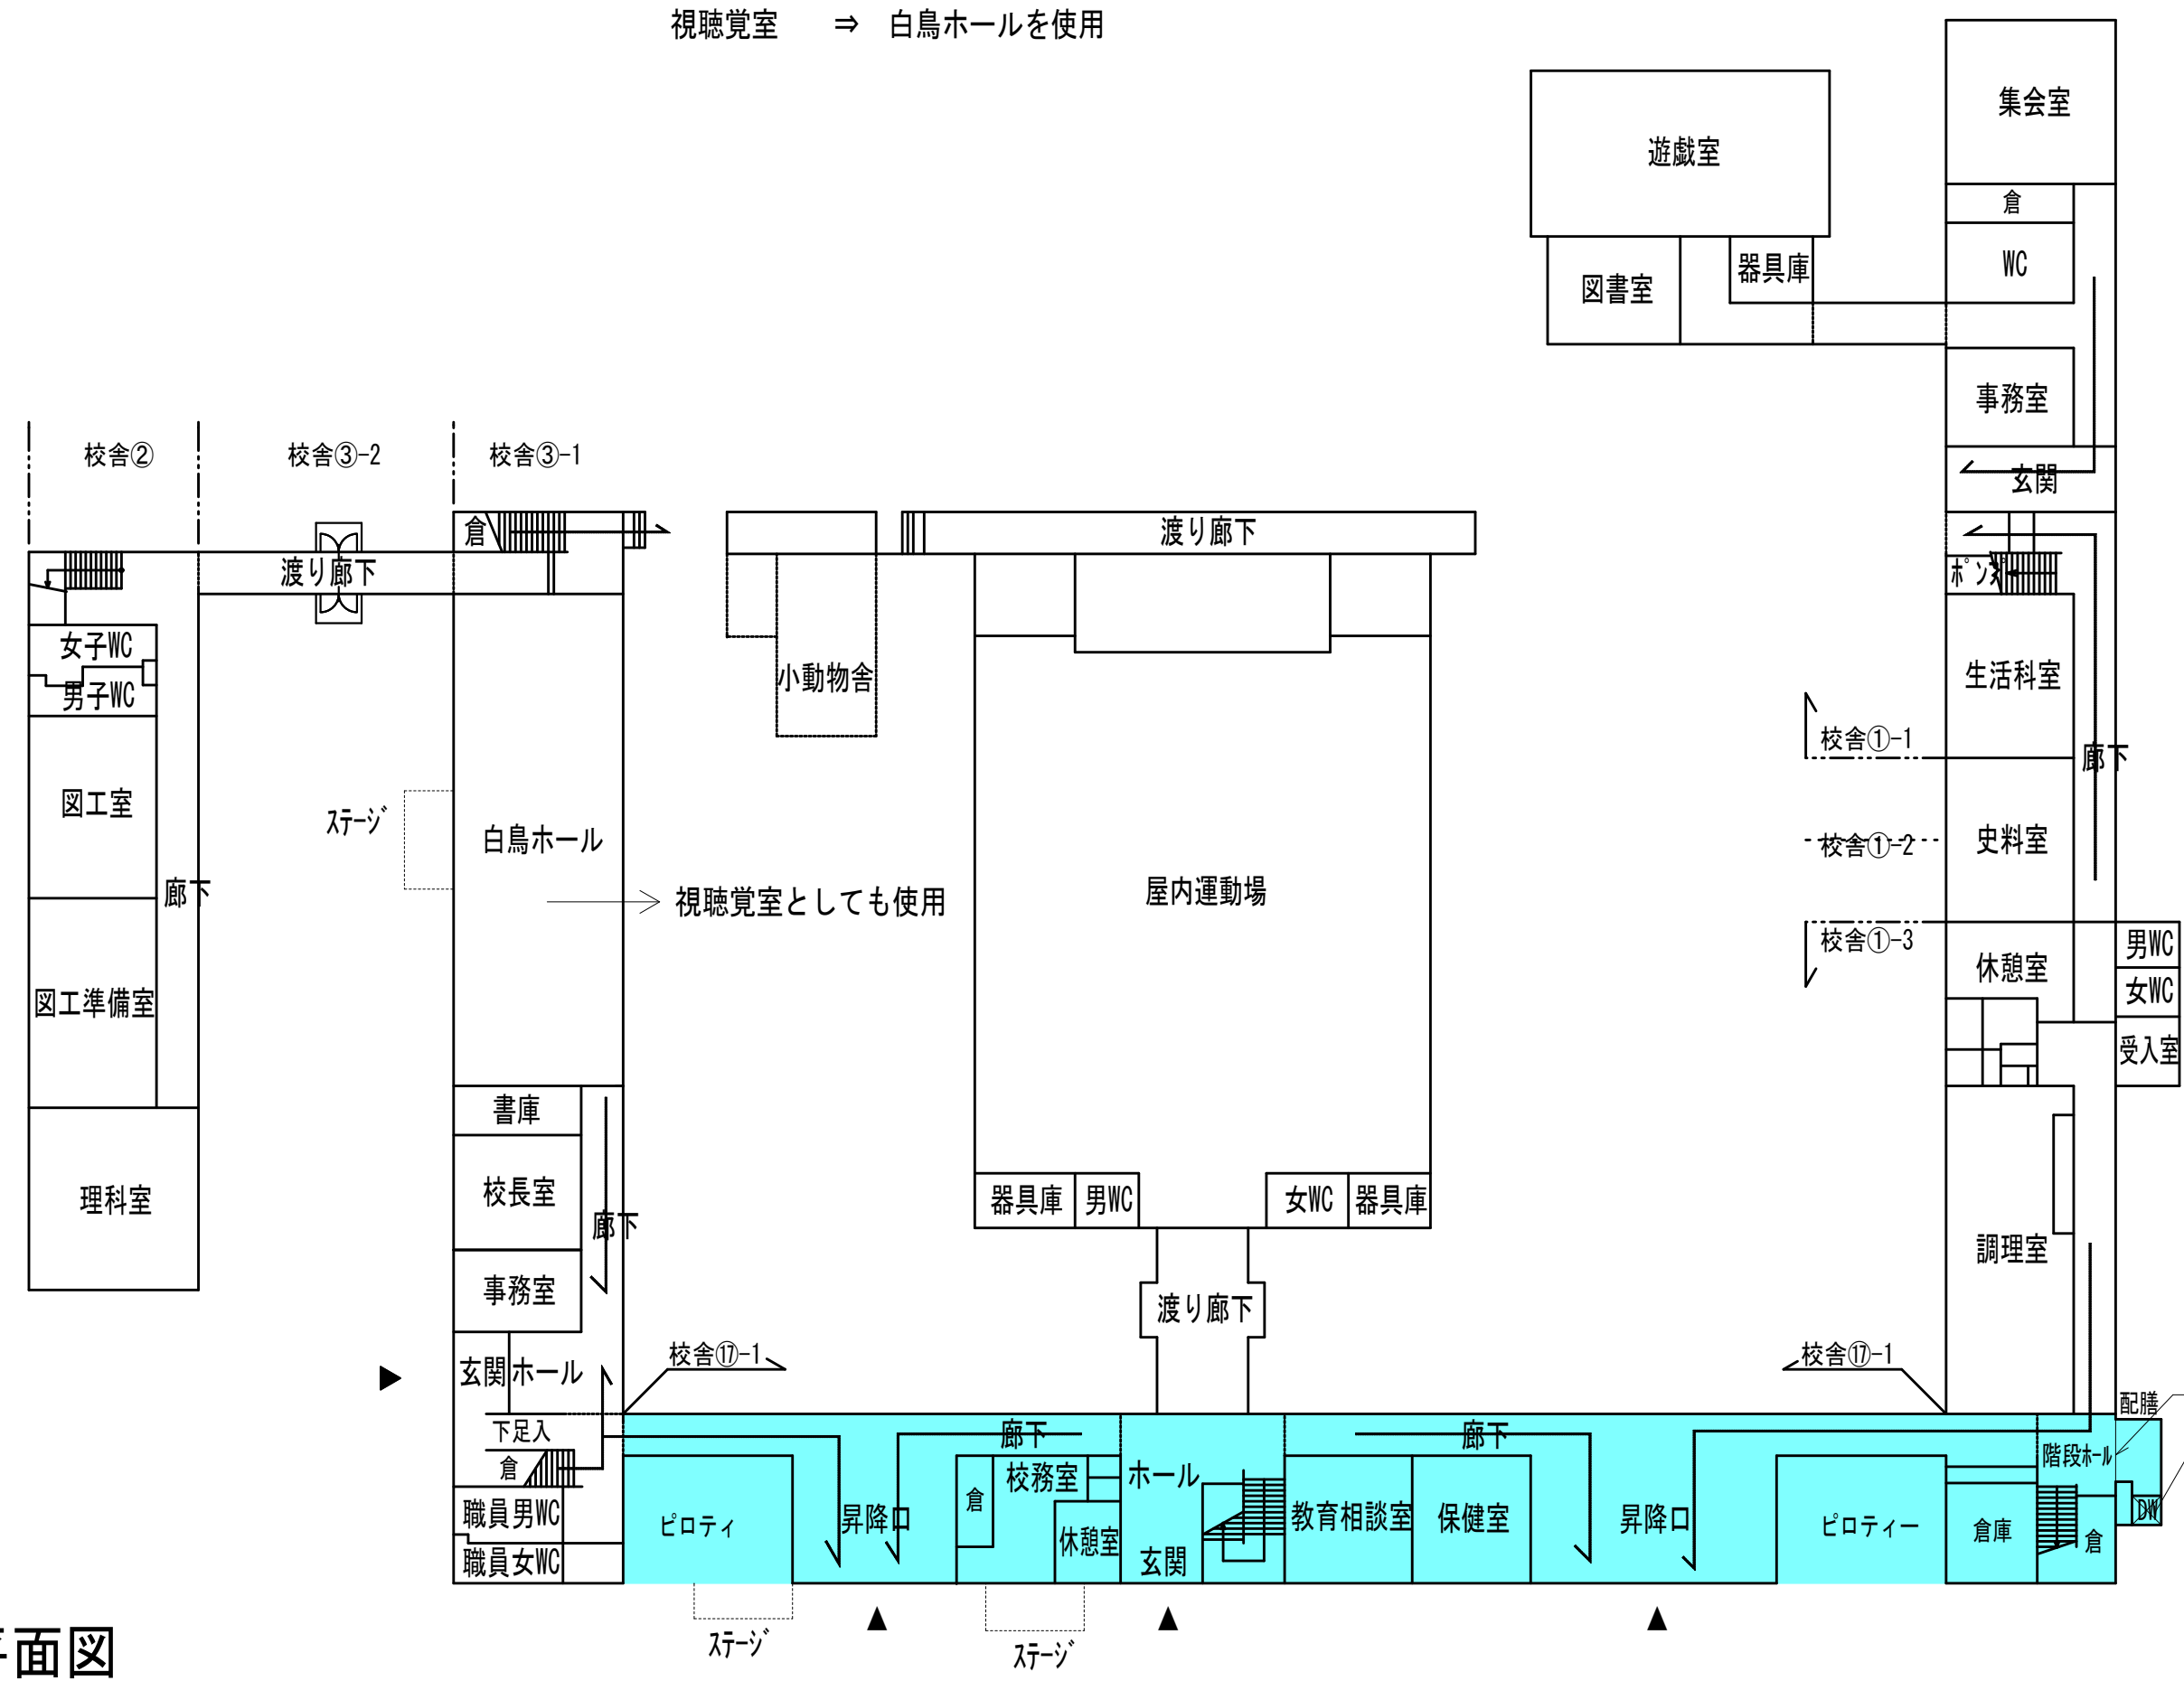 視聴覚室　⇒　白鳥ホールを使用
集会室
遊戯室
倉
WC
器具庫
図書室
事務室
玄関
校舎②
校舎③-2
校舎③-1
倉
渡り廊下
渡り廊下
ポンプ
女子WC
男子WC
小動物舎
生活科室
校舎①-1
廊下
図工室
ｽﾃｰｼﾞ
白鳥ホール
校舎①-2
史料室
廊下
視聴覚室としても使用
屋内運動場
校舎①-3
男WC
休憩室
女WC
図工準備室
受入室
書庫
理科室
校長室
廊下
器具庫
男WC
女WC
器具庫
調理室
事務室
渡り廊下
校舎⑰-1
校舎⑰-1
玄関ホール
配膳
下足入
廊下
廊下
階段ﾎｰﾙ
倉
校務室
ホール
倉
職員男WC
ピロティ
昇降口
休憩室
教育相談室
保健室
昇降口
ピロティー
倉庫
DW
倉
職員女WC
玄関
ｽﾃｰｼﾞ
ｽﾃｰｼﾞ
面図